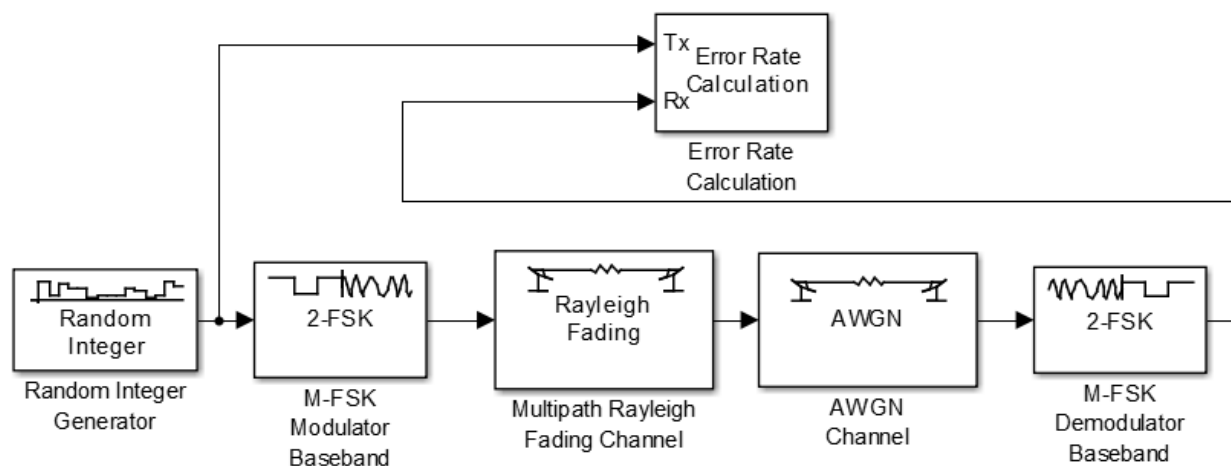 Tx
Error Rate
Calculation
Rx
Error Rate
Calculation
Random
Integer
Random Integer
Generator
2-FSK
M-FSK
Modulator
Baseband
Rayleigh
Fading
Multipath Rayleigh
Fading Channel
AWGN
AWGN
Channel
2-FSK
M-FSK
Demodulator
Baseband